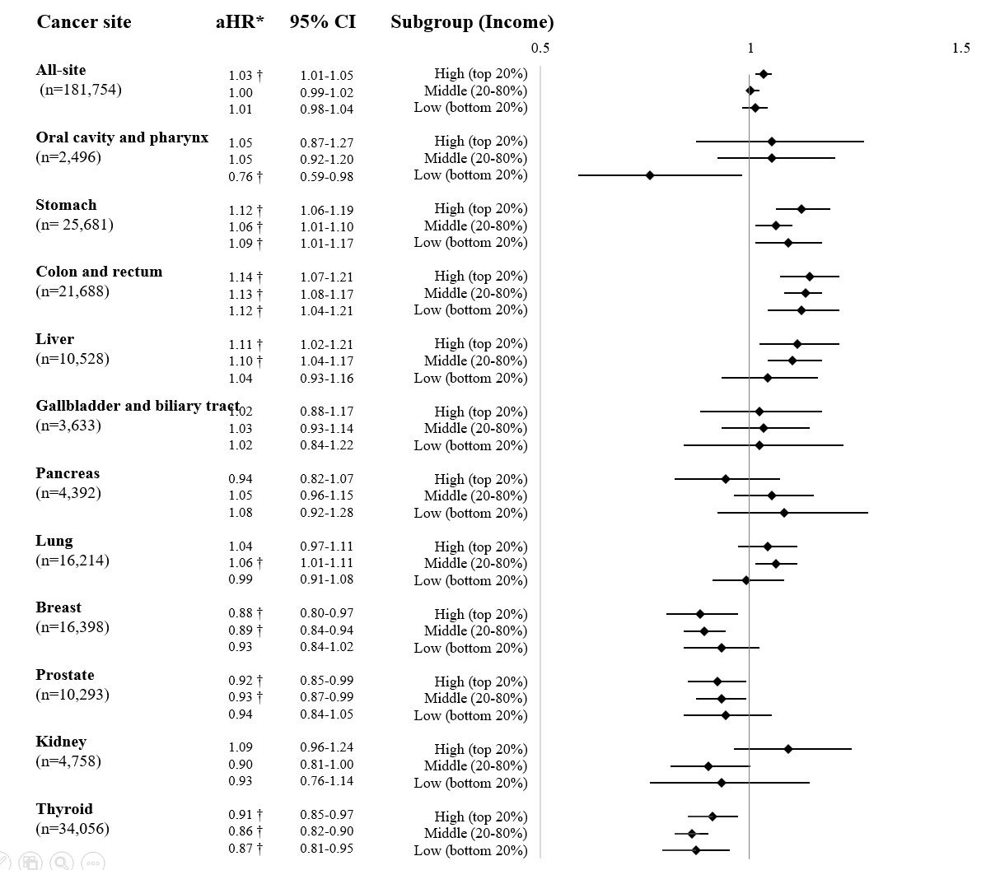 Cancer site aHR* 95% CI Subgroup (Income)
0.5 1 1.5
All-site
(n=181,754)
1.03 † 1.01-1.05 High (top 20%)
1.00 0.99-1.02 Middle (20-80%)
1.01 0.98-1.04 Low (bottom 20%)
Oral cavity and pharynx
(n=2,496)
1.05 0.87-1.27 High (top 20%)
1.05 0.92-1.20 Middle (20-80%)
0.76 † 0.59-0.98 Low (bottom 20%)
Stomach
(n= 25,681)
1.12 † 1.06-1.19 High (top 20%)
1.06 † 1.01-1.10 Middle (20-80%)
1.09 † 1.01-1.17 Low (bottom 20%)
Colon and rectum
(n=21,688)
1.14 † 1.07-1.21 High (top 20%)
1.13 † 1.08-1.17 Middle (20-80%)
1.12 † 1.04-1.21 Low (bottom 20%)
Liver
(n=10,528)
1.11 † 1.02-1.21 High (top 20%)
1.10 † 1.04-1.17 Middle (20-80%)
1.04 0.93-1.16 Low (bottom 20%)
Gallbladder and biliary tract
(n=3,633)
1.02 0.88-1.17 High (top 20%)
1.03 0.93-1.14 Middle (20-80%)
1.02 0.84-1.22 Low (bottom 20%)
Pancreas
(n=4,392)
0.94 0.82-1.07 High (top 20%)
1.05 0.96-1.15 Middle (20-80%)
1.08 0.92-1.28 Low (bottom 20%)
Lung
(n=16,214)
1.04 0.97-1.11 High (top 20%)
1.06 † 1.01-1.11 Middle (20-80%)
0.99 0.91-1.08 Low (bottom 20%)
Breast
(n=16,398)
0.88 † 0.80-0.97 High (top 20%)
0.89 † 0.84-0.94 Middle (20-80%)
0.93 0.84-1.02 Low (bottom 20%)
Prostate
(n=10,293)
0.92 † 0.85-0.99 High (top 20%)
0.93 † 0.87-0.99 Middle (20-80%)
0.94 0.84-1.05 Low (bottom 20%)
Kidney
(n=4,758)
1.09 0.96-1.24 High (top 20%)
0.90 0.81-1.00 Middle (20-80%)
0.93 0.76-1.14 Low (bottom 20%)
Thyroid
(n=34,056)
0.91 † 0.85-0.97 High (top 20%)
0.86 † 0.82-0.90 Middle (20-80%)
0.87 † 0.81-0.95 Low (bottom 20%)